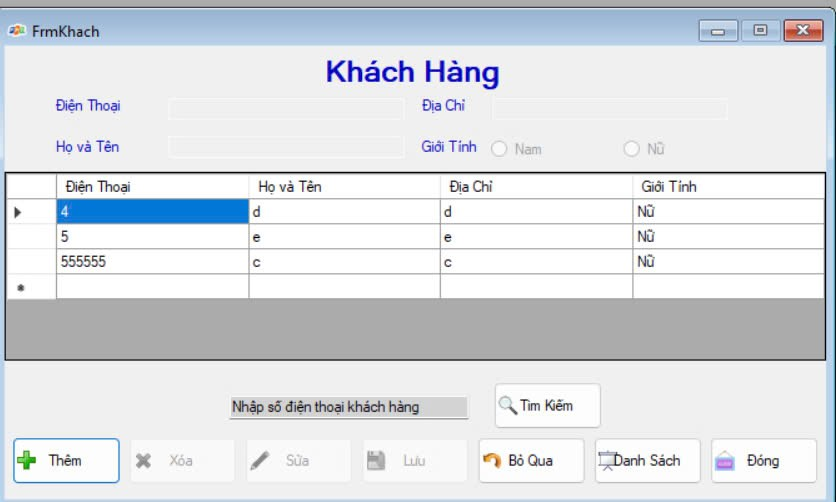 FrmKhach
Khách Hàng
Điện Thoại Địa Chỉ
Họ và Tên Giới Tính Nam Nữ
Điện Thoại Họ và Tên Địa Chỉ Giới Tính
4 d d Nữ
5 e e Nữ
555555 c c Nữ
Nhập số điện thoại khách hàng Tìm Kiếm
Thêm Xóa Sửa Lưu Bỏ Qua Danh Sách Đóng